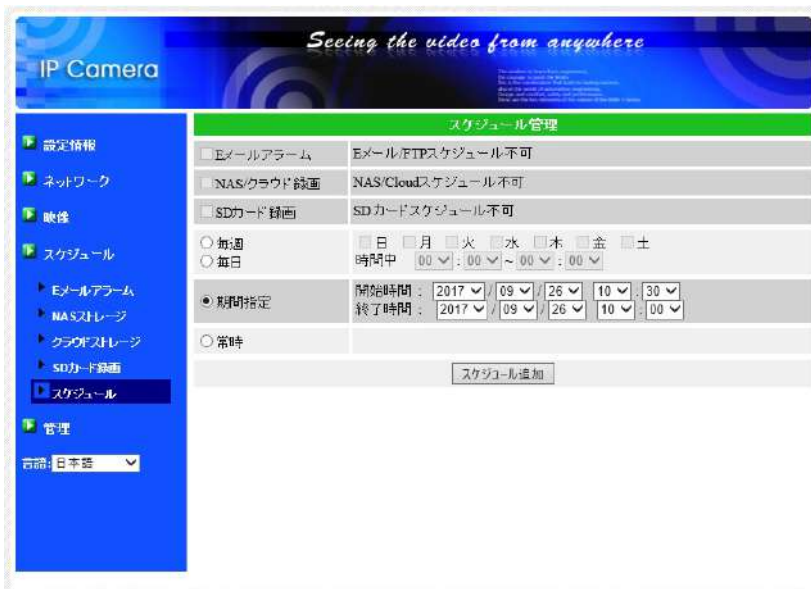 Seeing the video from anywhere
IP Camera
スケジュール管理
設定情報
ネットワーク
映像
スケジュール
Eメールアラーム
NASストレージ
クラウドストレージ
SDカード録画
スケジュール
管理
言語: 日本語
Eメールアラーム Eメール/FTPスケジュール不可
NAS/クラウド録画 NAS/Cloudスケジュール不可
SDカード録画 SDカードスケジュール不可
毎週 日 月 火 水 木 金 土
毎日 時間中 00 : 00 ~ 00 : 00
期間指定
開始時間 : 2017 / 09 / 26 10 : 30
終了時間 : 2017 / 09 / 26 10 : 00
常時
スケジュール追加